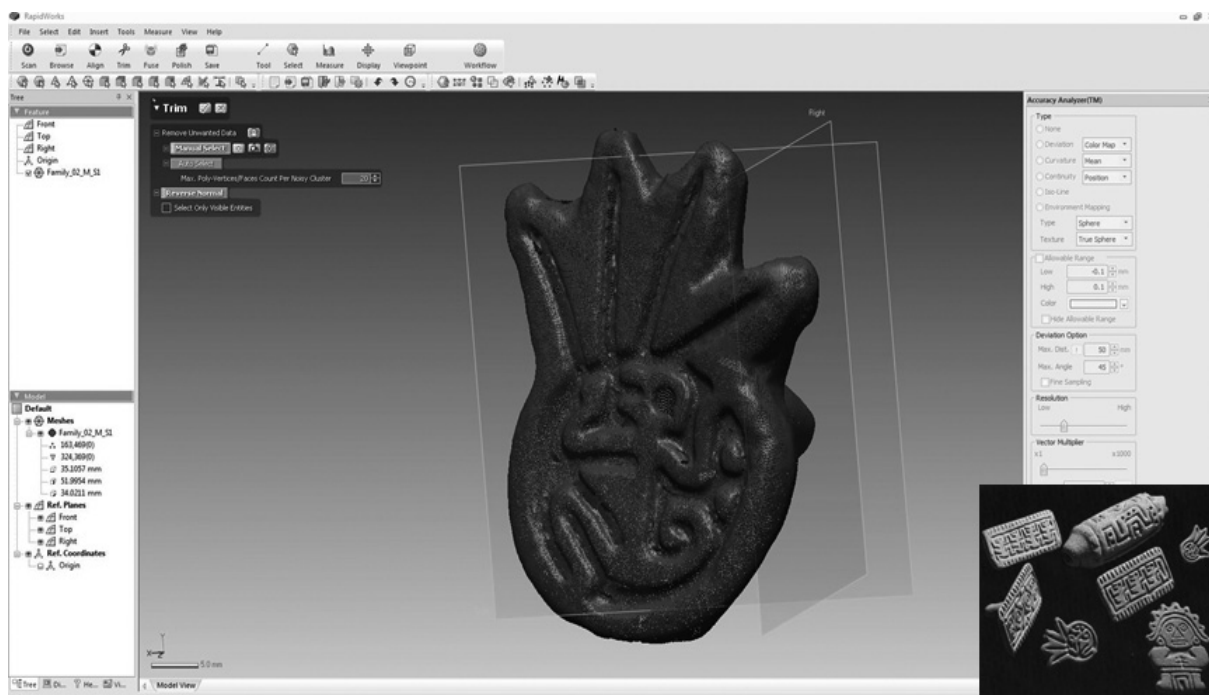 RapidWorks
File Select Edit Insert Tools Measure View Help
Scan Browse Align Trim Fuse Polish Save Tool Select Measure Display Viewpoint Workflow
Tree
Feature
Front
Top
Right
Origin
Family_02_M_S1
Model
Default
Meshes
Family_02_M_S1
163,469(0)
324,369(0)
35.1057 mm
51.9954 mm
34.0211 mm
Ref. Planes
Front
Top
Right
Ref. Coordinates
Origin
Tree Di... He... Vi...
Trim
Remove Unwanted Data
Manual Select
Auto Select
Max. Poly-Vertices/Faces Count Per Noisy Cluster 20
Reverse Normal
Select Only Visible Entities
Right
Y
X Z
5.0 mm
Model View
Accuracy Analyzer(TM)
Type
None
Deviation Color Map
Curvature Mean
Continuity Position
Iso-Line
Environment Mapping
Type Sphere
Texture True Sphere
Allowable Range
Low -0.1 mm
High 0.1 mm
Color
Hide Allowable Range
Deviation Option
Max. Dist. 50 mm
Max. Angle 45 °
Fine Sampling
Resolution
Low High
Vector Multiplier
x1 x1000